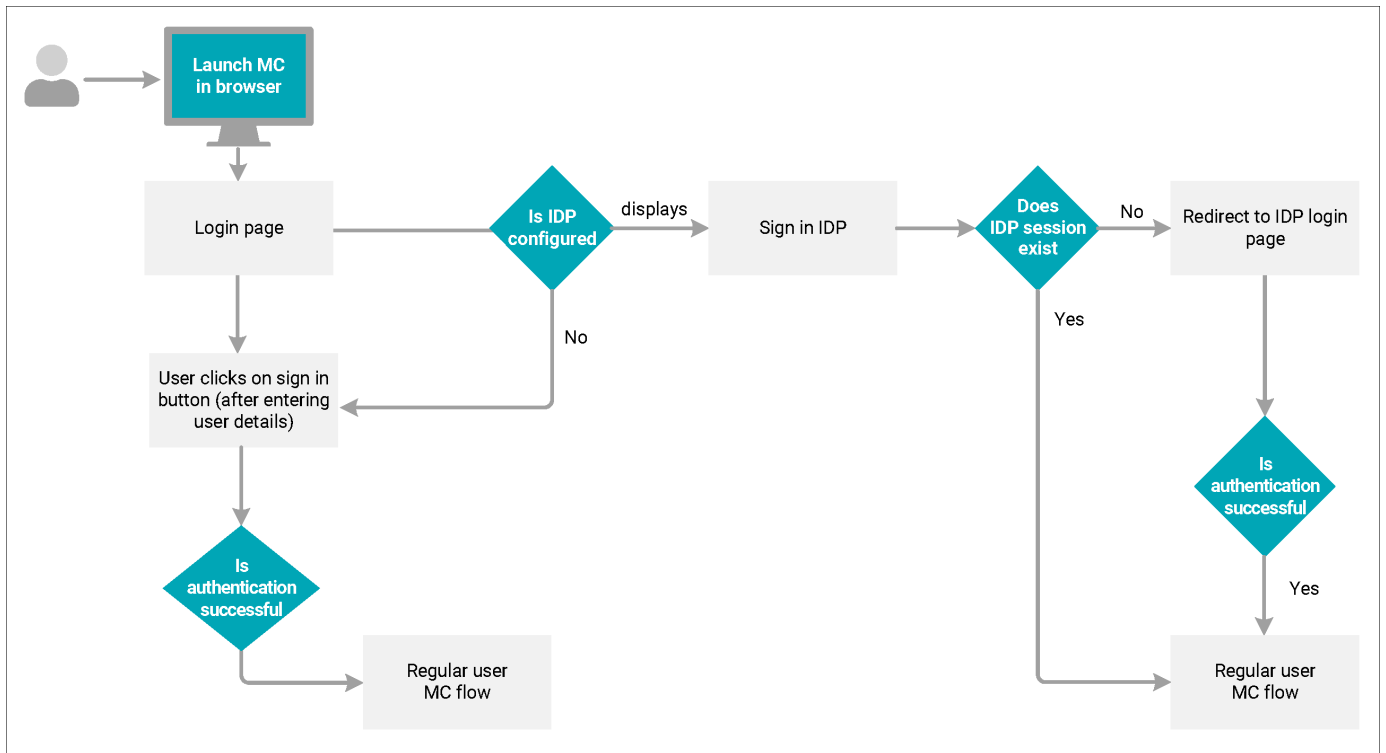 Launch MC
in browser
Login page
Is IDP
configured
displays
Sign in IDP
Does
IDP session
exist
No
Redirect to IDP login
page
No
Yes
User clicks on sign in
button (after entering
user details)
Is
authentication
successful
Is
authentication
successful
Yes
Regular user
MC flow
Regular user
MC flow